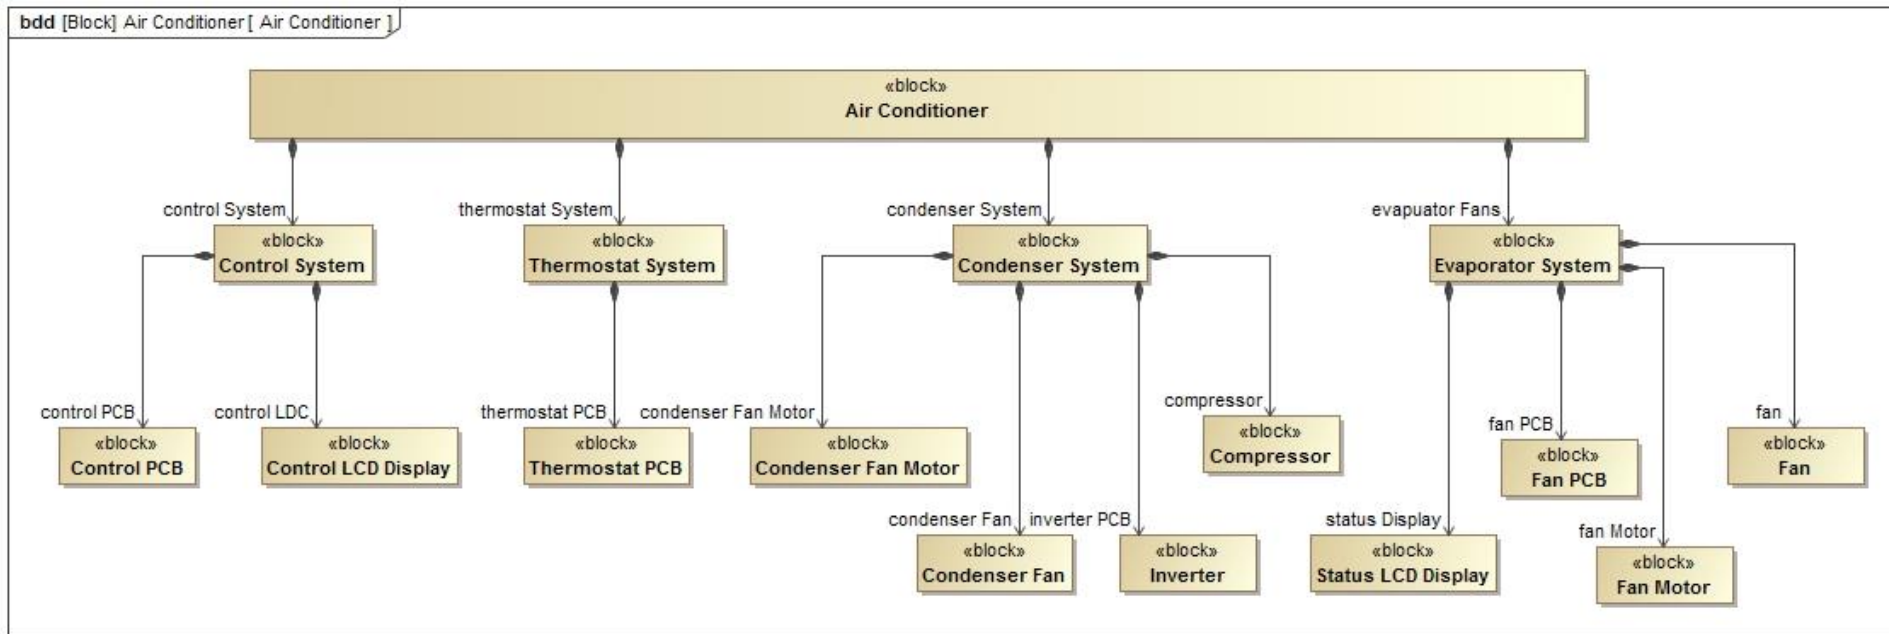 bdd [Block] Air Conditioner [ Air Conditioner ]
«block»
Air Conditioner
control System
thermostat System
condenser System
evapuator Fans
«block»
Control System
«block»
Thermostat System
«block»
Condenser System
«block»
Evaporator System
control PCB
control LDC
thermostat PCB
condenser Fan Motor
compressor
fan PCB
fan
«block»
Control PCB
«block»
Control LCD Display
«block»
Thermostat PCB
«block»
Condenser Fan Motor
«block»
Compressor
«block»
Fan PCB
«block»
Fan
condenser Fan
inverter PCB
status Display
fan Motor
«block»
Condenser Fan
«block»
Inverter
«block»
Status LCD Display
«block»
Fan Motor